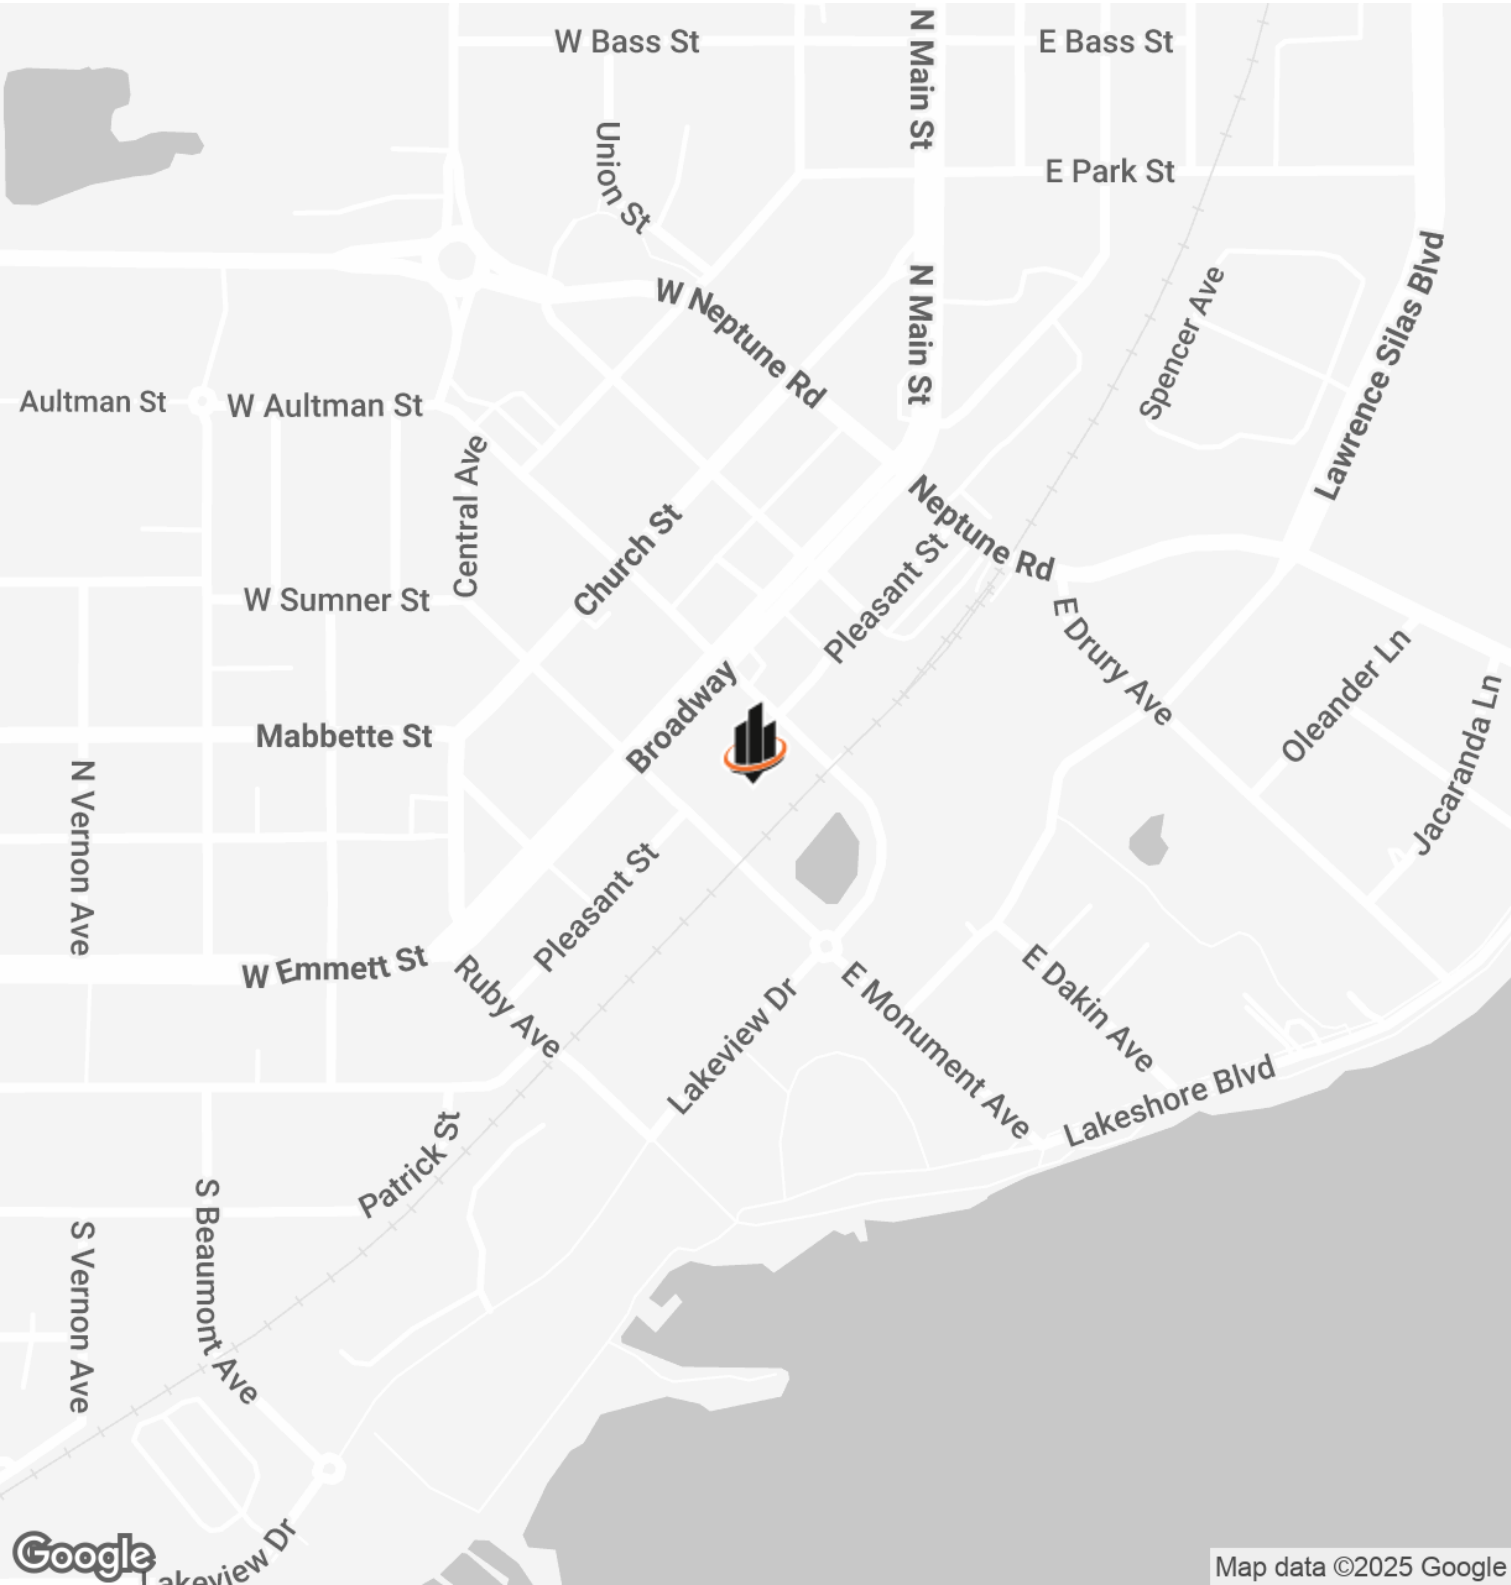 W Bass St
N Main St
E Bass St
Union St
E Park St
W Neptune Rd
N Main St
Spencer Ave
Lawrence Silas Blvd
Aultman St
W Aultman St
Central Ave
Church St
Neptune Rd
Pleasant St
W Sumner St
E Drury Ave
Oleander Ln
Jacaranda Ln
Broadway
Mabbette St
N Vernon Ave
Pleasant St
W Emmett St
Ruby Ave
Lakeview Dr
E Monument Ave
E Dakin Ave
Lakeshore Blvd
Patrick St
S Beaumont Ave
S Vernon Ave
Lakeview Dr
Google
Map data ©2025 Google